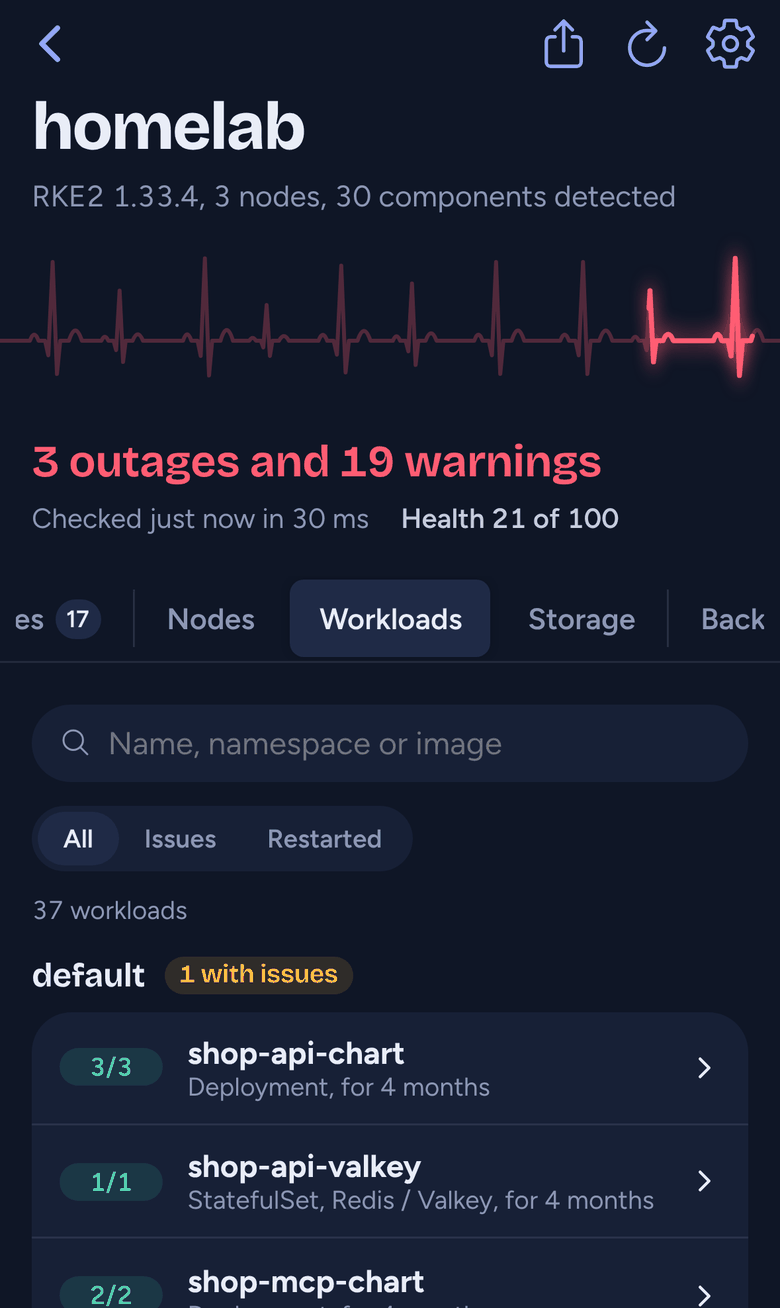 homelab
RKE2 1.33.4, 3 nodes, 30 components detected
3 outages and 19 warnings
Checked just now in 30 ms Health 21 of 100
es 17 Nodes Workloads Storage Back
Name, namespace or image
All Issues Restarted
37 workloads
default 1 with issues
3/3 shop-api-chart
Deployment, for 4 months
1/1 shop-api-valkey
StatefulSet, Redis / Valkey, for 4 months
2/2 shop-mcp-chart